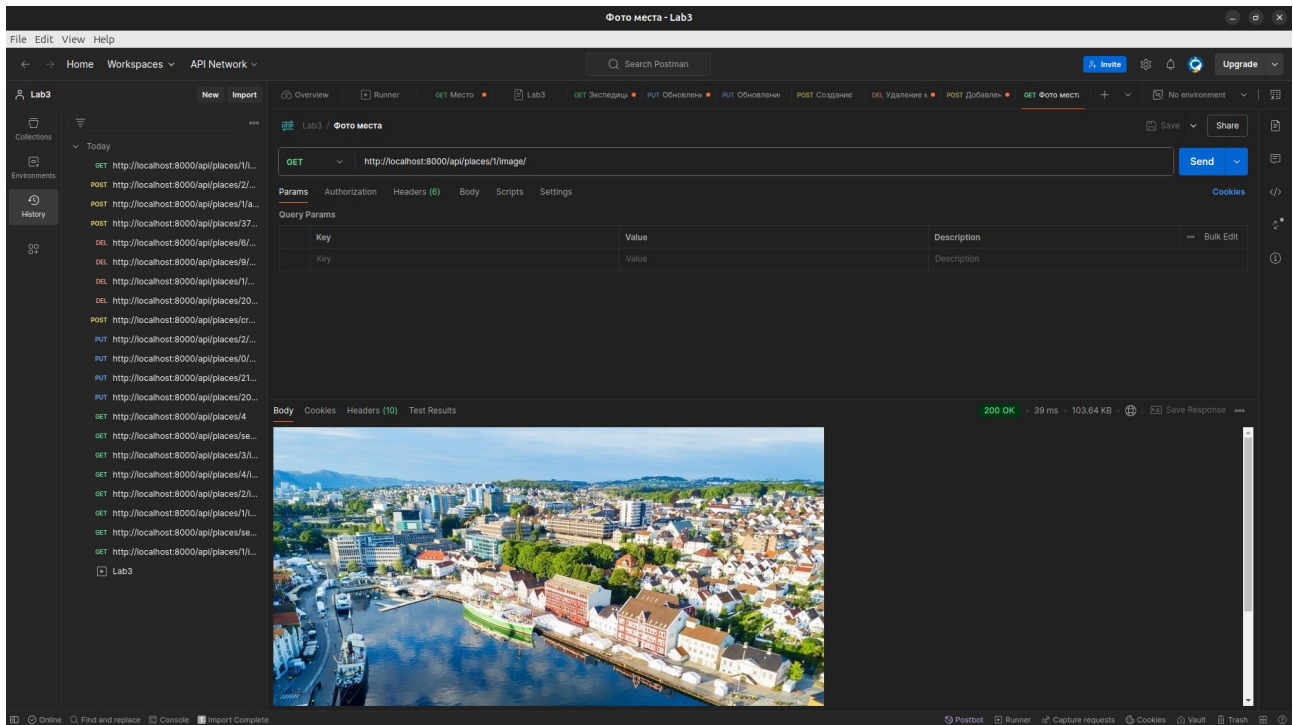 Фото места - Lab3
File Edit View Help
Home Workspaces API Network
Search Postman
Invite
Upgrade
Lab3
New Import
Overview
Runner
GET Место
Lab3
GET Экспедици
PUT Обновлени
PUT Обновлени
POST Создание
DEL Удаление м
POST Добавлен
GET Фото места
No environment
Collections
Environments
History
Today
GET http://localhost:8000/api/places/1/i...
POST http://localhost:8000/api/places/2/...
POST http://localhost:8000/api/places/1/a...
POST http://localhost:8000/api/places/37...
DEL http://localhost:8000/api/places/6/...
DEL http://localhost:8000/api/places/9/...
DEL http://localhost:8000/api/places/1/...
DEL http://localhost:8000/api/places/20...
POST http://localhost:8000/api/places/cr...
PUT http://localhost:8000/api/places/2/...
PUT http://localhost:8000/api/places/0/...
PUT http://localhost:8000/api/places/21...
PUT http://localhost:8000/api/places/20...
GET http://localhost:8000/api/places/4
GET http://localhost:8000/api/places/se...
GET http://localhost:8000/api/places/3/i...
GET http://localhost:8000/api/places/4/i...
GET http://localhost:8000/api/places/2/i...
GET http://localhost:8000/api/places/1/i...
GET http://localhost:8000/api/places/se...
GET http://localhost:8000/api/places/1/i...
Lab3
HTTP Lab3 / Фото места
Save
Share
GET http://localhost:8000/api/places/1/image/
Send
Params Authorization Headers (6) Body Scripts Settings
Cookies
Query Params
Key Value Description Bulk Edit
Key Value Description
Body Cookies Headers (10) Test Results
200 OK 39 ms 103.64 KB Save Response
Online Find and replace Console 1 Import Complete
Postbot Runner Capture requests Cookies Vault Trash